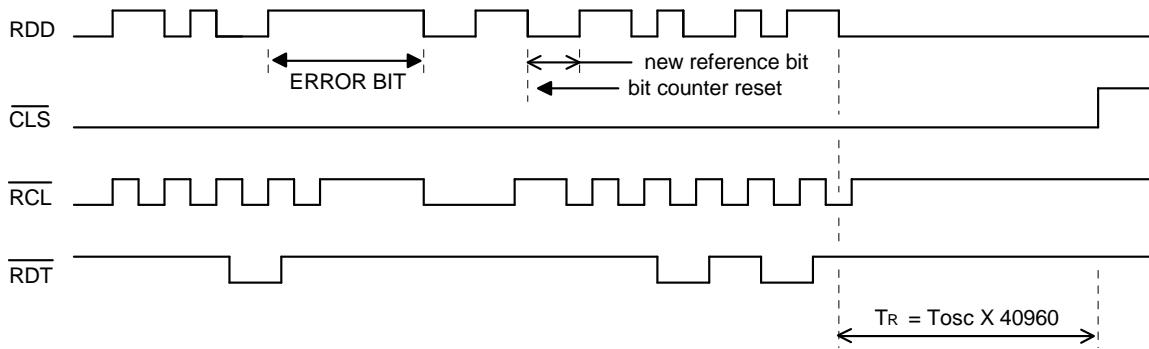 RDD
new reference bit
ERROR BIT
bit counter reset
CLS
RCL
RDT
TR = Tosc X 40960